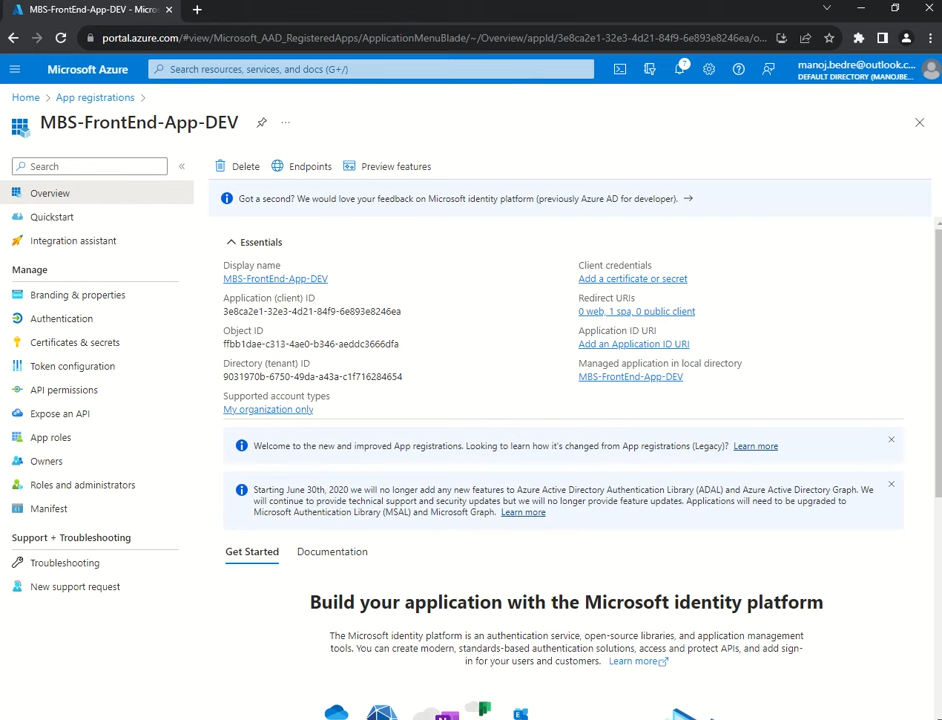 MBS-FrontEnd-App-DEV - Micros
portal.azure.com/#view/Microsoft_AAD_RegisteredApps/ApplicationMenuBlade/~/Overview/appId/3e8ca2e1-32e3-4d21-84f9-6e893e8246ea/o...
Microsoft Azure
Search resources, services, and docs (G+/)
7
manoj.bedre@outlook.c...
DEFAULT DIRECTORY (MANOJBE...
Home > App registrations >
MBS-FrontEnd-App-DEV
...
Search
«
Delete
Endpoints
Preview features
Overview
Quickstart
Integration assistant
Manage
Branding & properties
Authentication
Certificates & secrets
Token configuration
API permissions
Expose an API
App roles
Owners
Roles and administrators
Manifest
Support + Troubleshooting
Troubleshooting
New support request
Got a second? We would love your feedback on Microsoft identity platform (previously Azure AD for developer). →
Essentials
Display name
MBS-FrontEnd-App-DEV
Application (client) ID
3e8ca2e1-32e3-4d21-84f9-6e893e8246ea
Object ID
ffbb1dae-c313-4ae0-b346-aeddc3666dfa
Directory (tenant) ID
9031970b-6750-49da-a43a-c1f716284654
Supported account types
My organization only
Client credentials
Add a certificate or secret
Redirect URIs
0 web, 1 spa, 0 public client
Application ID URI
Add an Application ID URI
Managed application in local directory
MBS-FrontEnd-App-DEV
Welcome to the new and improved App registrations. Looking to learn how it's changed from App registrations (Legacy)? Learn more
Starting June 30th, 2020 we will no longer add any new features to Azure Active Directory Authentication Library (ADAL) and Azure Active Directory Graph. We
will continue to provide technical support and security updates but we will no longer provide feature updates. Applications will need to be upgraded to
Microsoft Authentication Library (MSAL) and Microsoft Graph. Learn more
Get Started
Documentation
Build your application with the Microsoft identity platform
The Microsoft identity platform is an authentication service, open-source libraries, and application management
tools. You can create modern, standards-based authentication solutions, access and protect APIs, and add sign-
in for your users and customers. Learn more